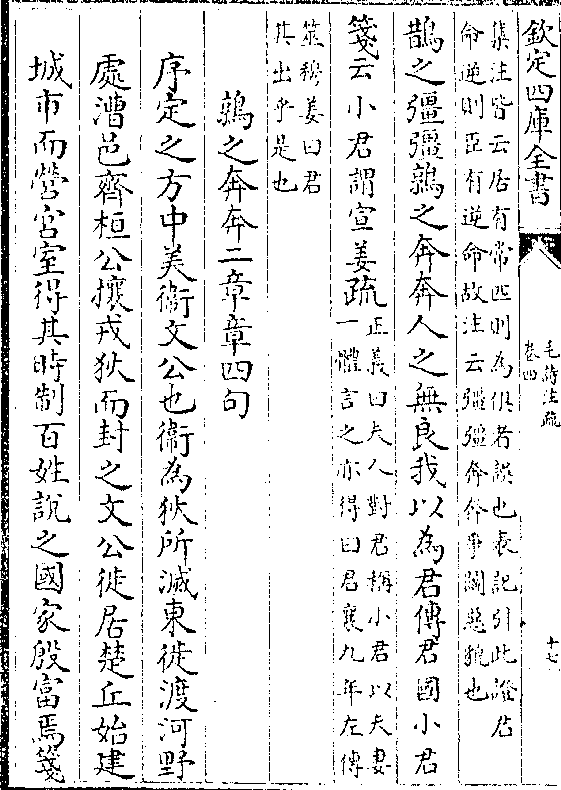 欽定四庫全書
毛詩注疏
卷四
十七
集注皆云居有常匹則為俱者誤也表記引此證君
命逆則臣有逆命故注云彊彊奔奔爭鬬惡貌也
鵲之彊彊鶉之奔奔人之無良我以為君傳君國小君
箋云小君謂宣姜疏
正義曰夫人對君稱小君以夫妻
一體言之亦得曰君襄九年左傳
筮穆姜曰君
其出乎是也
鶉之奔奔二章章四句
序定之方中美衞文公也衞為狄所滅東徙渡河野
處漕邑齊桓公攘戎狄而封之文公徙居楚丘始建
城市而營宮室得其時制百姓說之國家殷富焉箋